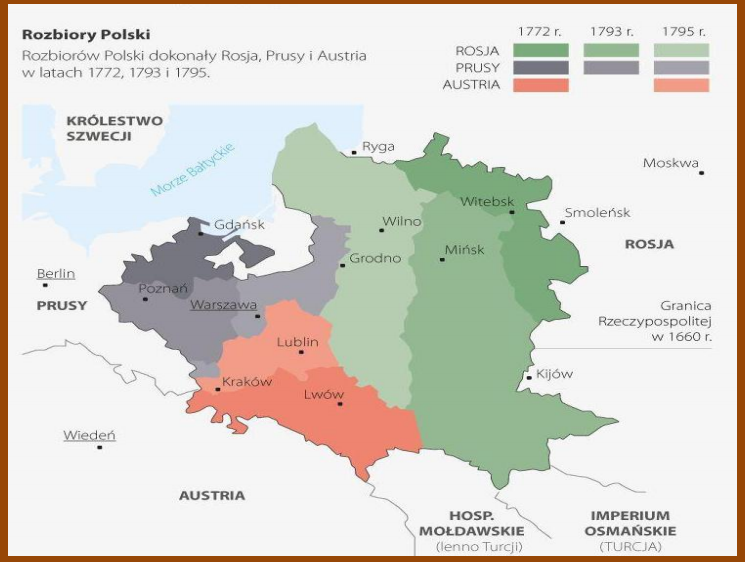 Rozbiory Polski
Rozbiorów Polski dokonały Rosja, Prusy i Austria
w latach 1772, 1793 i 1795.
1772 r. 1793 r. 1795 r.
ROSJA
PRUSY
AUSTRIA
KRÓLESTWO
SZWECJI
Morze Bałtyckie
Ryga
Moskwa
Witebsk
Smoleńsk
Gdańsk
Wilno
Mińsk
ROSJA
Grodno
Berlin
Poznań
PRUSY
Warszawa
Granica
Rzeczypospolitej
w 1660 r.
Lublin
Kijów
Kraków
Lwów
Wiedeń
AUSTRIA
HOSP.
MOŁDAWSKIE
(lenno Turcji)
IMPERIUM
OSMAŃSKIE
(TURCJA)